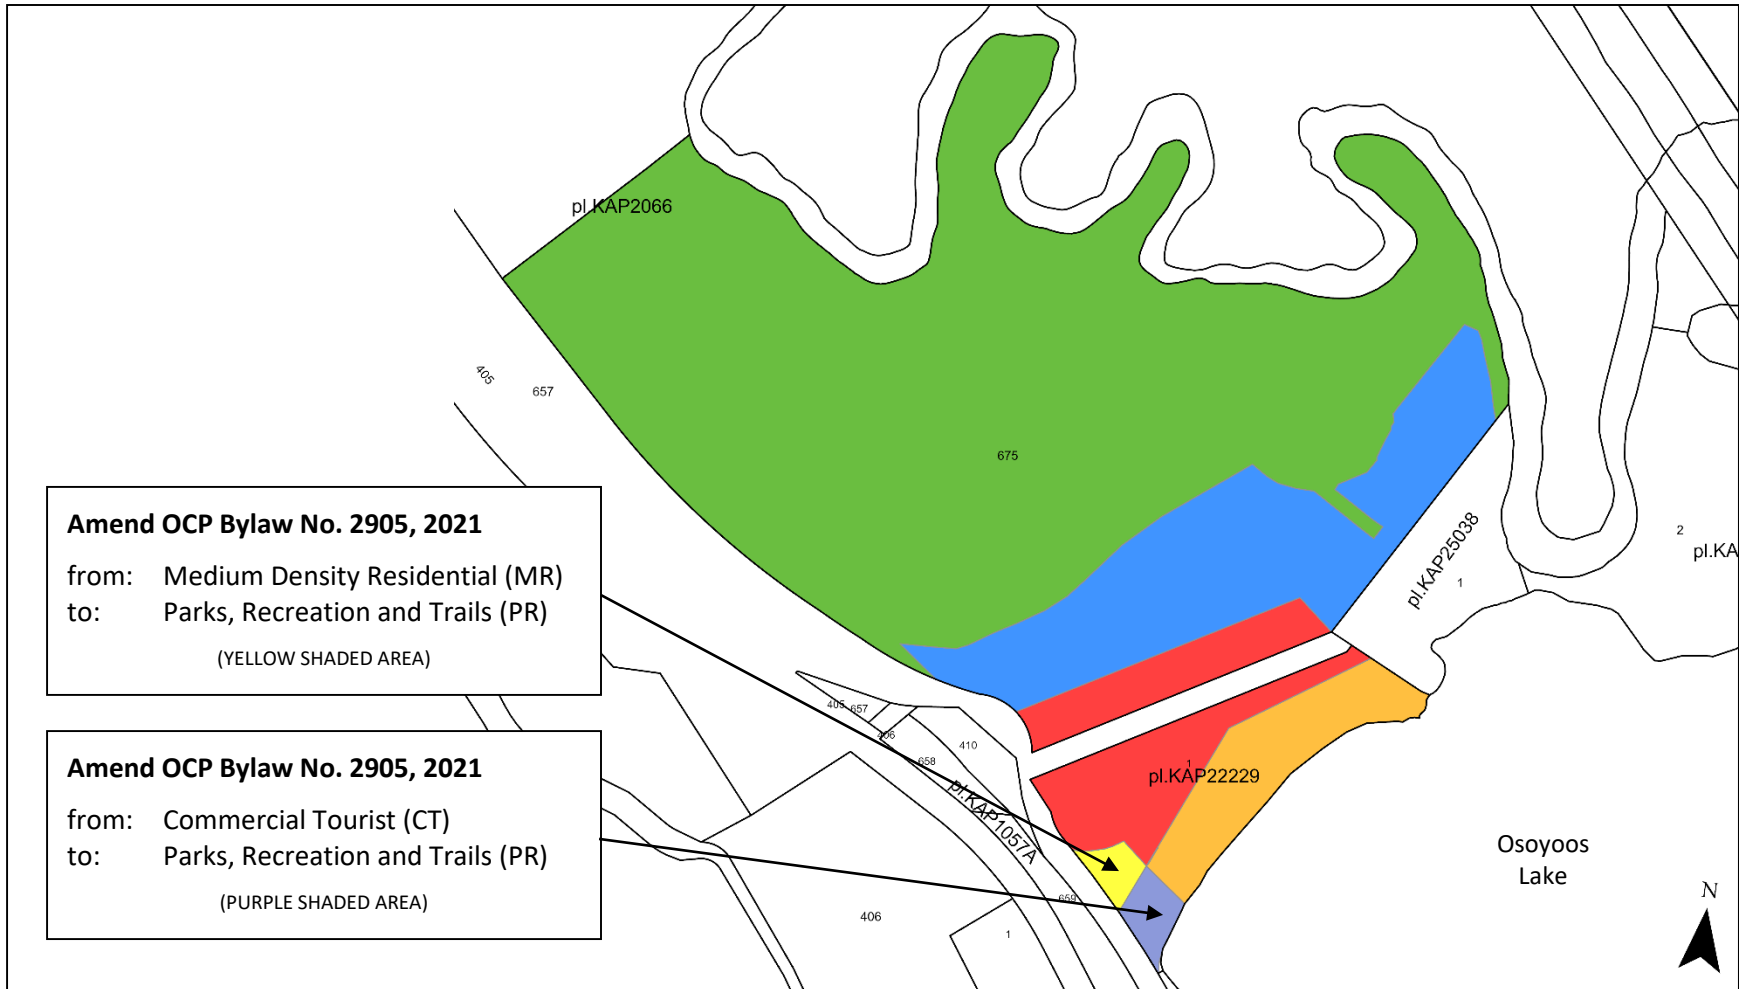 pl.KAP2066
405
657
675
Amend OCP Bylaw No. 2905, 2021
from: Medium Density Residential (MR)
to: Parks, Recreation and Trails (PR)
(YELLOW SHADED AREA)
Amend OCP Bylaw No. 2905, 2021
from: Commercial Tourist (CT)
to: Parks, Recreation and Trails (PR)
(PURPLE SHADED AREA)
pl.KAP25038
1
2
pl.KA
405
657
406
410
658
pl.KAP1057A
1
pl.KAP22229
659
406
1
Osoyoos
Lake
N